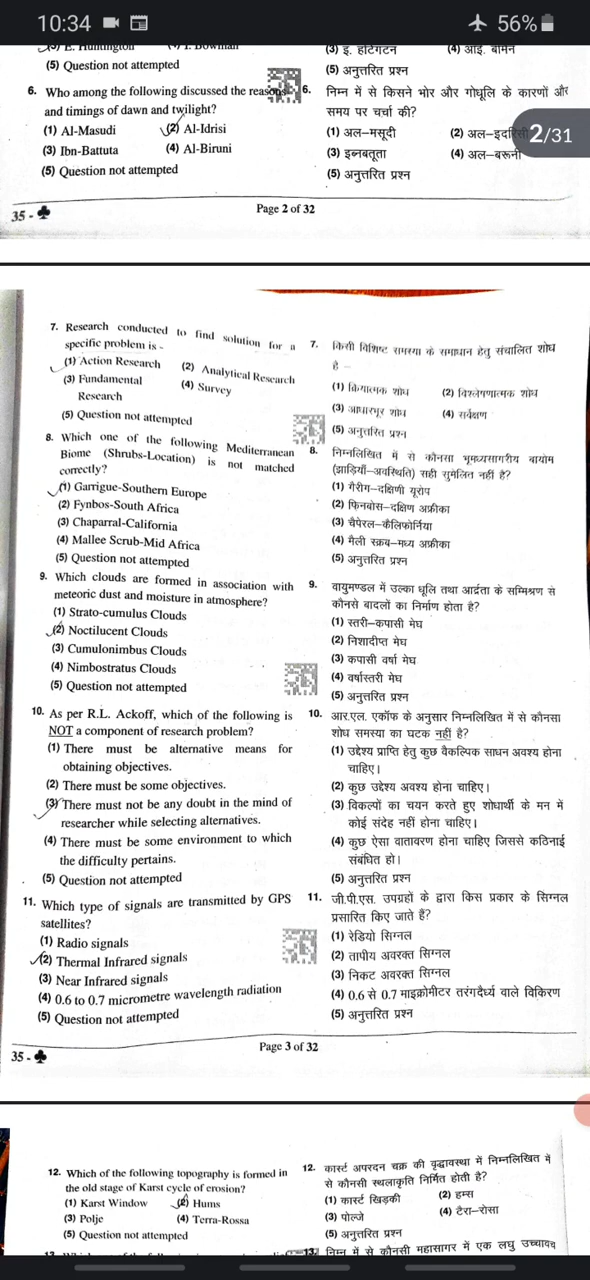 10:34
56%
(3) E. Huntington
(4) I. Bowman
(5) Question not attempted
6. Who among the following discussed the reasons
and timings of dawn and twilight?
(1) Al-Masudi (2) Al-Idrisi
(3) Ibn-Battuta (4) Al-Biruni
(5) Question not attempted
(3) इ. हंटिंगटन (4) आई. बोमेन
(5) अनुत्तरित प्रश्न
6. निम्न में से किसने भोर और गोधूलि के कारणों और
समय पर चर्चा की?
(1) अल–मसूदी (2) अल–इदरिसी
(3) इब्नबतूता (4) अल–बरूनी
(5) अनुत्तरित प्रश्न
2/31
35 - ♣
Page 2 of 32
7. Research conducted to find solution for a
specific problem is -
(1) Action Research (2) Analytical Research
(3) Fundamental (4) Survey
Research
(5) Question not attempted
8. Which one of the following Mediterranean
Biome (Shrubs-Location) is not matched
correctly?
(1) Garrigue-Southern Europe
(2) Fynbos-South Africa
(3) Chaparral-California
(4) Mallee Scrub-Mid Africa
(5) Question not attempted
9. Which clouds are formed in association with
meteoric dust and moisture in atmosphere?
(1) Strato-cumulus Clouds
(2) Noctilucent Clouds
(3) Cumulonimbus Clouds
(4) Nimbostratus Clouds
(5) Question not attempted
10. As per R.L. Ackoff, which of the following is
NOT a component of research problem?
(1) There must be alternative means for
obtaining objectives.
(2) There must be some objectives.
(3) There must not be any doubt in the mind of
researcher while selecting alternatives.
(4) There must be some environment to which
the difficulty pertains.
(5) Question not attempted
11. Which type of signals are transmitted by GPS
satellites?
(1) Radio signals
(2) Thermal Infrared signals
(3) Near Infrared signals
(4) 0.6 to 0.7 micrometre wavelength radiation
(5) Question not attempted
7. किसी विशिष्ट समस्या के समाधान हेतु संचालित शोध
है –
(1) क्रियात्मक शोध (2) विश्लेषणात्मक शोध
(3) आधारभूर शोध (4) सर्वेक्षण
(5) अनुत्तरित प्रश्न
8. निम्नलिखित में से कौनसा भूमध्यसागरीय बायोम
(झाड़ियाँ–अवस्थिति) सही सुमेलित नहीं है?
(1) गैरीग–दक्षिणी यूरोप
(2) फिनबोस–दक्षिण अफ्रीका
(3) चैपेरल–कैलिफोर्निया
(4) मैली स्क्रब–मध्य अफ्रीका
(5) अनुत्तरित प्रश्न
9. वायुमण्डल में उल्का धूलि तथा आर्द्रता के सम्मिश्रण से
कौनसे बादलों का निर्माण होता है?
(1) स्तरी–कपासी मेघ
(2) निशादीप्त मेघ
(3) कपासी वर्षा मेघ
(4) वर्षास्तरी मेघ
(5) अनुत्तरित प्रश्न
10. आर.एल. एकॉफ के अनुसार निम्नलिखित में से कौनसा
शोध समस्या का घटक नहीं है?
(1) उद्देश्य प्राप्ति हेतु कुछ वैकल्पिक साधन अवश्य होना
चाहिए।
(2) कुछ उद्देश्य अवश्य होना चाहिए।
(3) विकल्पों का चयन करते हुए शोधार्थी के मन में
कोई संदेह नहीं होना चाहिए।
(4) कुछ ऐसा वातावरण होना चाहिए जिससे कठिनाई
संबंधित हो।
(5) अनुत्तरित प्रश्न
11. जी.पी.एस. उपग्रहों के द्वारा किस प्रकार के सिग्नल
प्रसारित किए जाते हैं?
(1) रेडियो सिग्नल
(2) तापीय अवरक्त सिग्नल
(3) निकट अवरक्त सिग्नल
(4) 0.6 से 0.7 माइक्रोमीटर तरंगदैर्ध्य वाले विकिरण
(5) अनुत्तरित प्रश्न
35 - ♣
Page 3 of 32
12. Which of the following topography is formed in
the old stage of Karst cycle of erosion?
(1) Karst Window (2) Hums
(3) Polje (4) Terra-Rossa
(5) Question not attempted
12. कार्स्ट अपरदन चक्र की वृद्धावस्था में निम्नलिखित में
से कौनसी स्थलाकृति निर्मित होती है?
(1) कार्स्ट खिड़की (2) हम्स
(3) पोल्जे (4) टैरा–रोसा
(5) अनुत्तरित प्रश्न
13. निम्न में से कौनसी महासागर में एक लघु उच्चावच